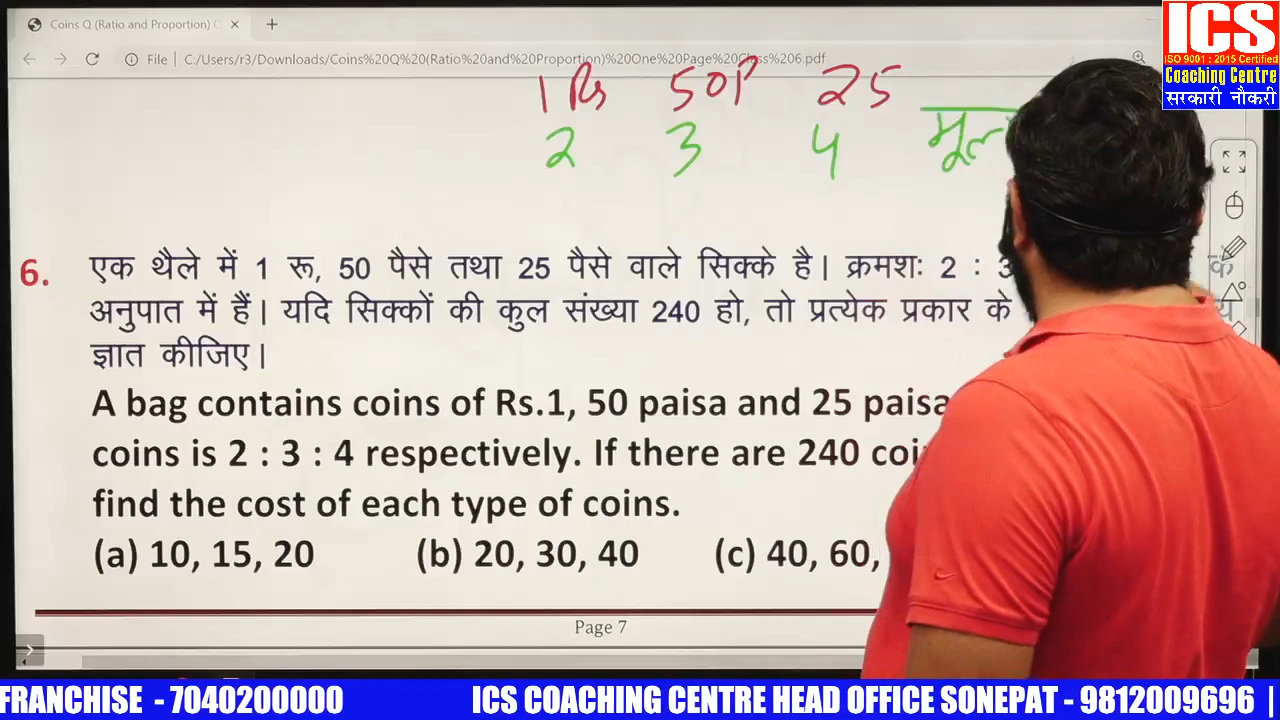 Coins Q (Ratio and Proportion) O
File C:/Users/r3/Downloads/Coins%20Q%20(Ratio%20and%20Proportion)%20One%20Page%20Class%206.pdf
ICS
ISO 9001 : 2015 Certified
Coaching Centre
सरकारी नौकरी
1 Rs 50P 25
2 3 4
6. एक थैले में 1 रू, 50 पैसे तथा 25 पैसे वाले सिक्के है। क्रमशः 2 : 3 के
अनुपात में हैं। यदि सिक्कों की कुल संख्या 240 हो, तो प्रत्येक प्रकार के
ज्ञात कीजिए।
A bag contains coins of Rs.1, 50 paisa and 25 paisa
coins is 2 : 3 : 4 respectively. If there are 240
find the cost of each type of coins.
(a) 10, 15, 20 (b) 20, 30, 40 (c) 40, 60,
Page 7
FRANCHISE - 7040200000 ICS COACHING CENTRE HEAD OFFICE SONEPAT - 9812009696 |